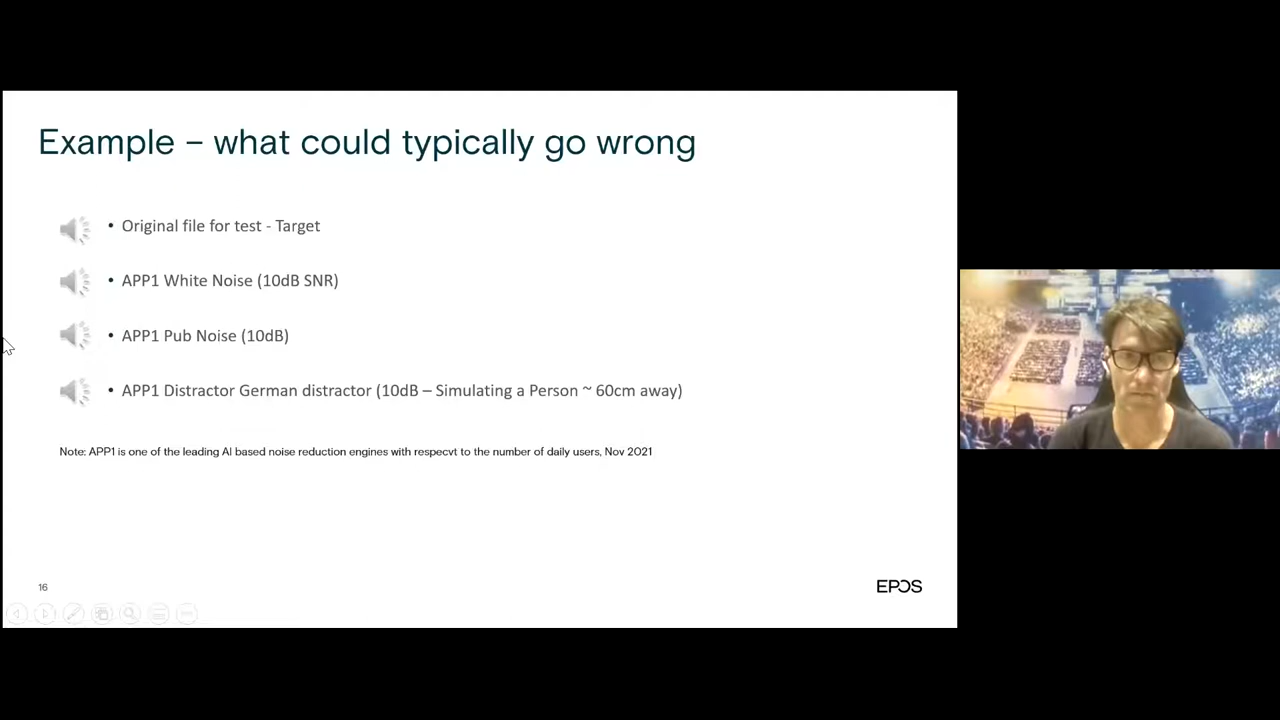 Example – what could typically go wrong
• Original file for test - Target
• APP1 White Noise (10dB SNR)
• APP1 Pub Noise (10dB)
• APP1 Distractor German distractor (10dB – Simulating a Person ~ 60cm away)
Note: APP1 is one of the leading AI based noise reduction engines with respecvt to the number of daily users, Nov 2021
16
EPOS